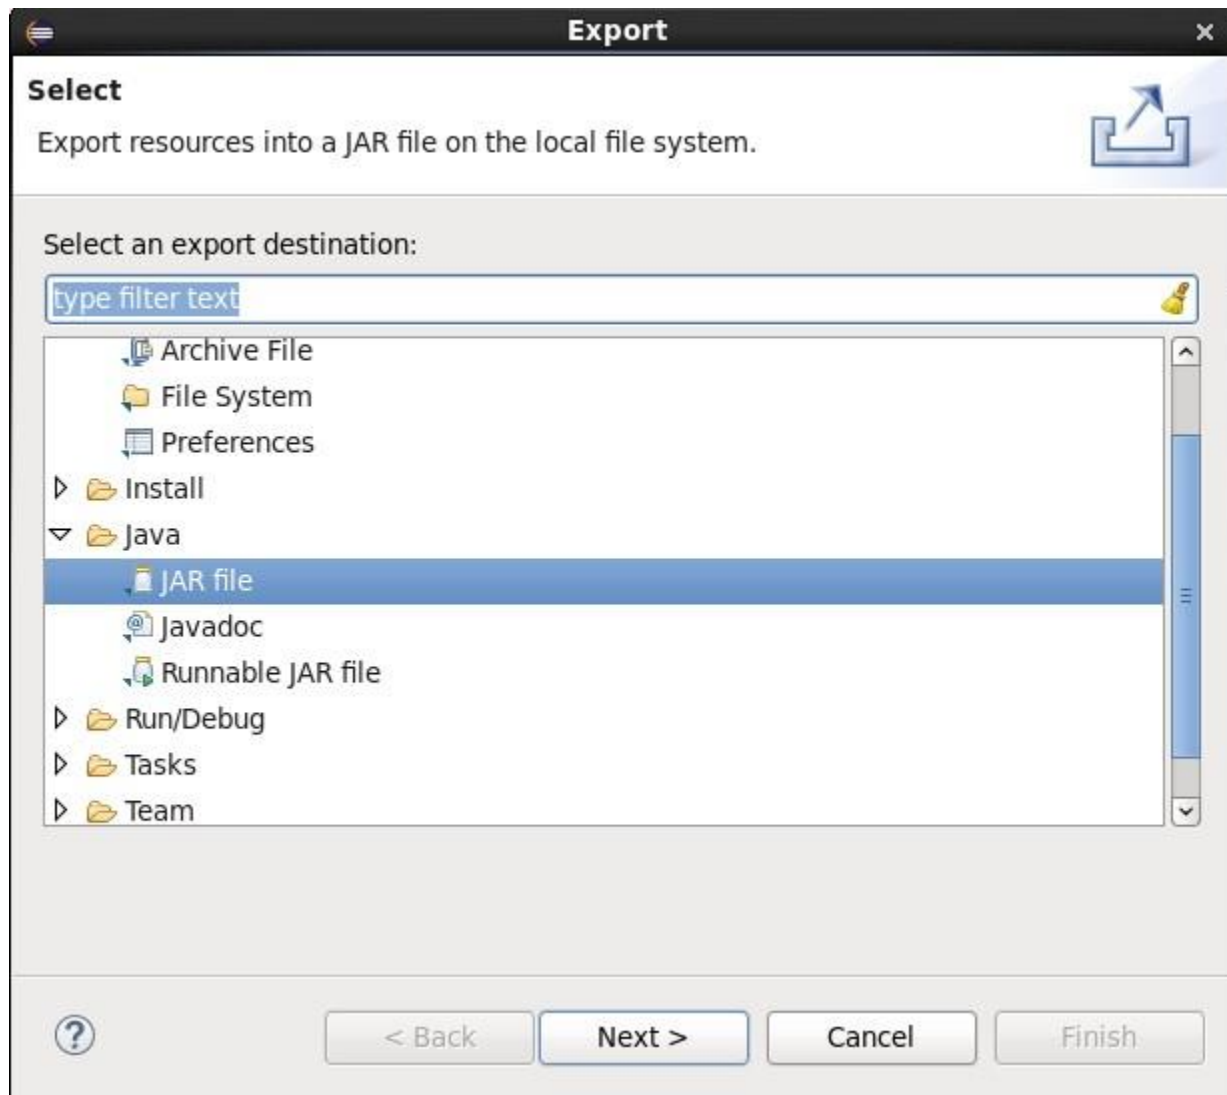 Export
Select
Export resources into a JAR file on the local file system.
Select an export destination:
type filter text
Archive File
File System
Preferences
Install
Java
JAR file
Javadoc
Runnable JAR file
Run/Debug
Tasks
Team
? < Back Next > Cancel Finish